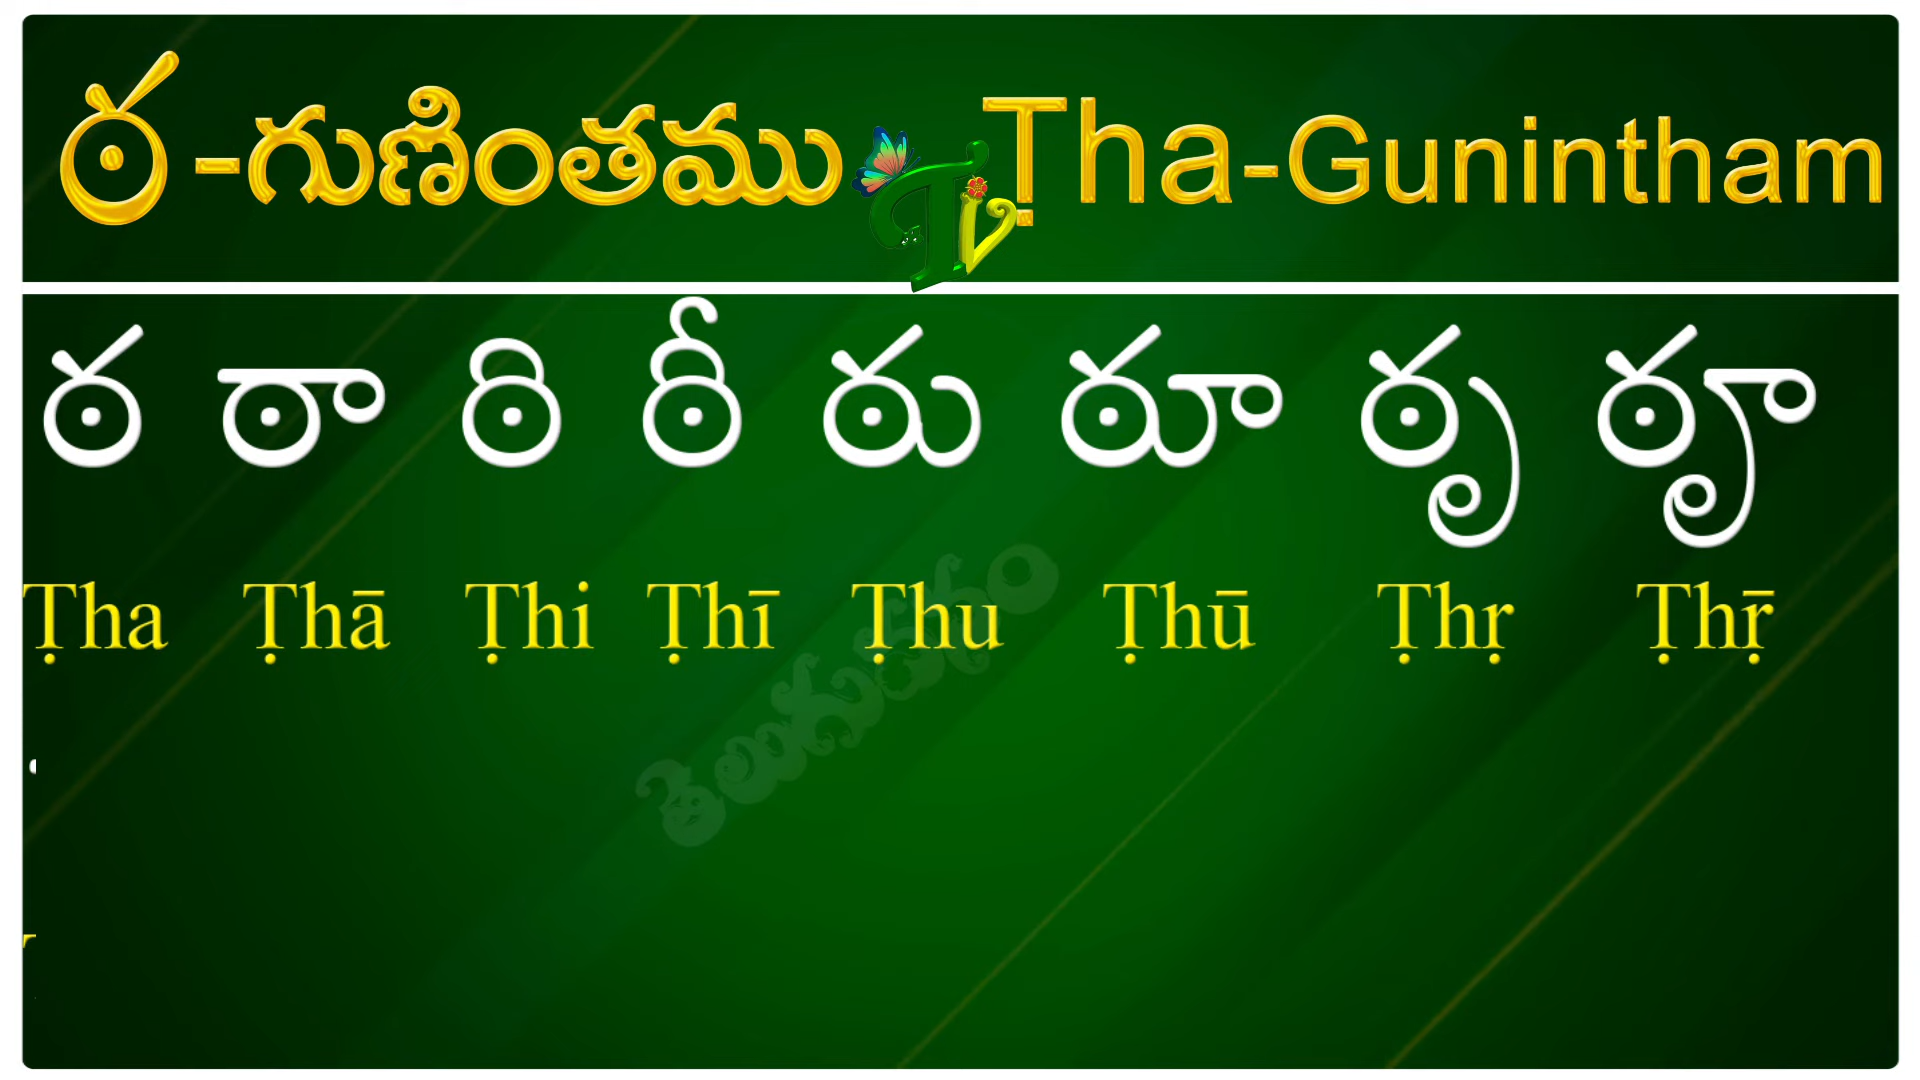 ఠ -గుణింతము Ṭha-Gunintham
ఠ ఠా ఠి ఠీ ఠు ఠూ ఠృ ఠౄ
Ṭha Ṭhā Ṭhi Ṭhī Ṭhu Ṭhū Ṭhṛ Ṭhṝ